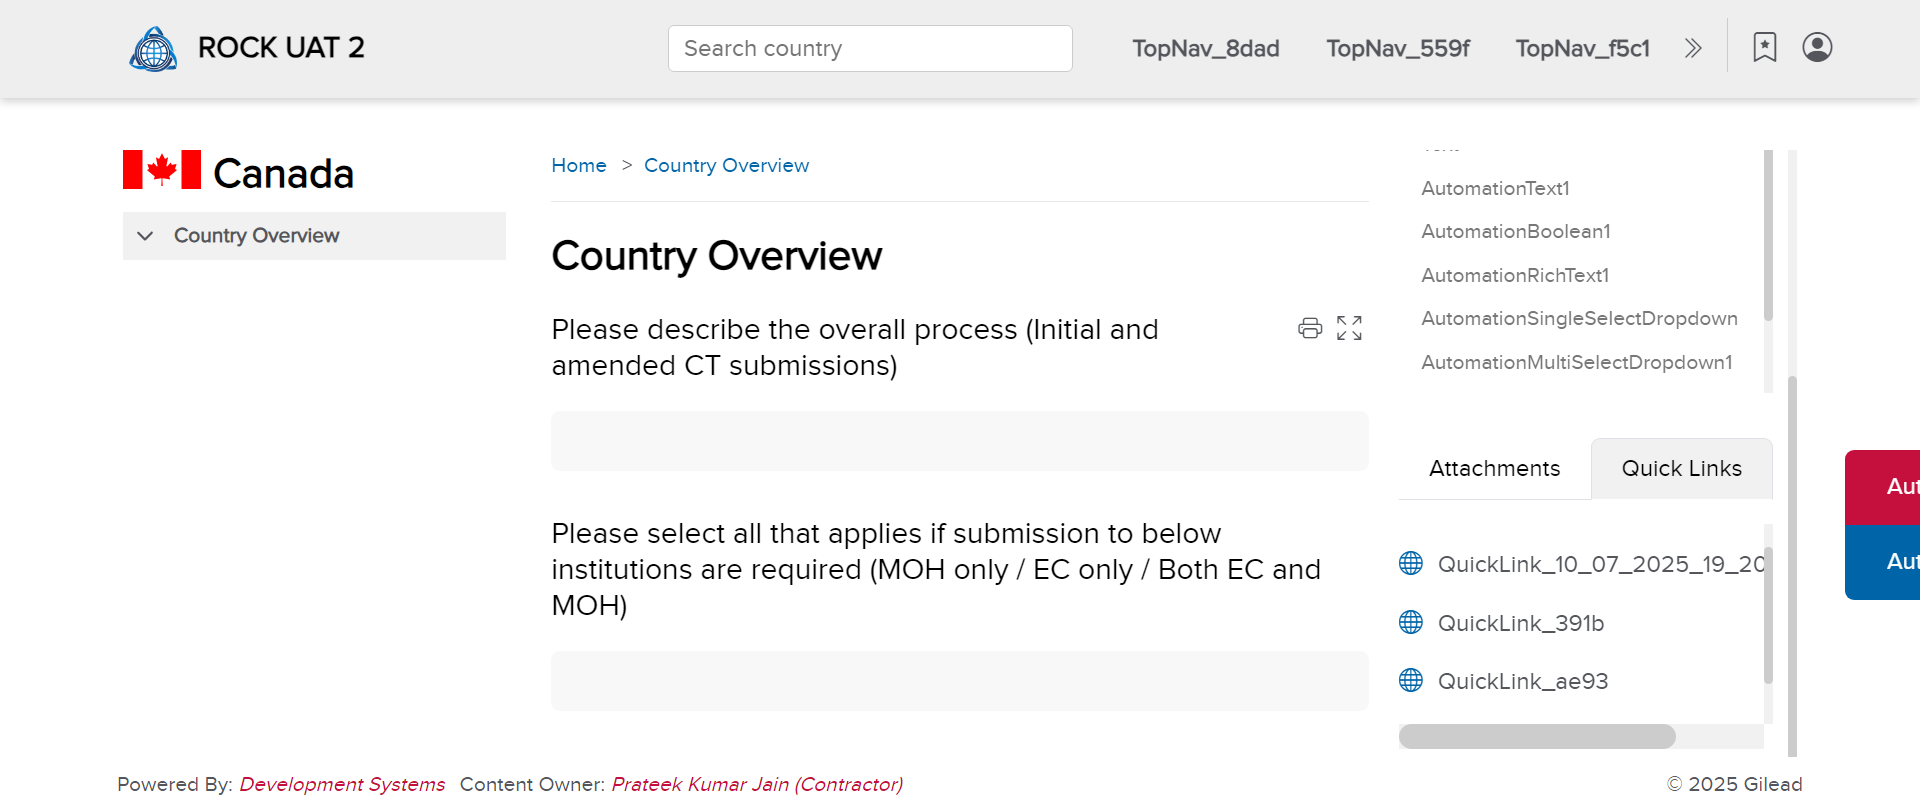 ROCK UAT 2
Search country
TopNav_8dad
TopNav_559f
TopNav_f5c1
Canada
Country Overview
Home > Country Overview
Country Overview
Please describe the overall process (Initial and
amended CT submissions)
Please select all that applies if submission to below
institutions are required (MOH only / EC only / Both EC and
MOH)
AutomationText1
AutomationBoolean1
AutomationRichText1
AutomationSingleSelectDropdown
AutomationMultiSelectDropdown1
Attachments
Quick Links
QuickLink_10_07_2025_19_20
QuickLink_391b
QuickLink_ae93
Aut
Aut
Powered By: Development Systems Content Owner: Prateek Kumar Jain (Contractor)
© 2025 Gilead